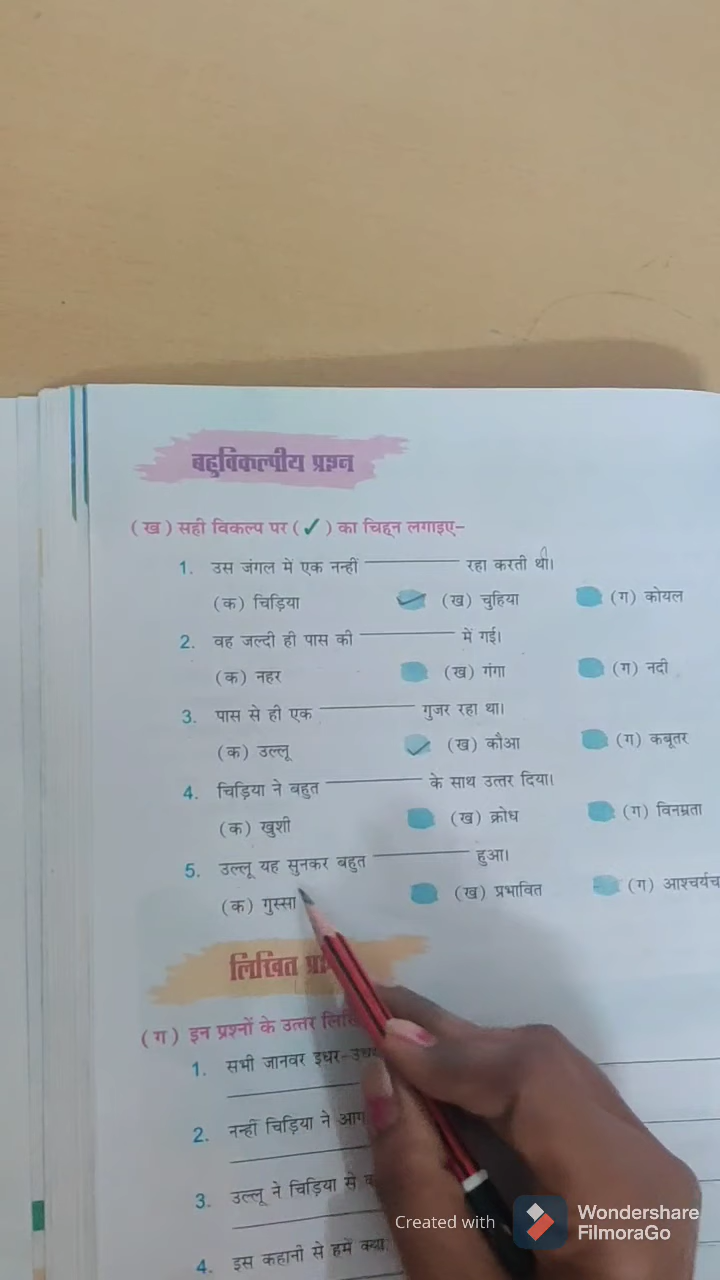 बहुविकल्पीय प्रश्न
( ख ) सही विकल्प पर ( ✓ ) का चिह्न लगाइए–
1. उस जंगल में एक नन्हीं ________ रहा करती थी।
(क) चिड़िया (ख) चुहिया (ग) कोयल
2. वह जल्दी ही पास की ________ में गई।
(क) नहर (ख) गंगा (ग) नदी
3. पास से ही एक ________ गुजर रहा था।
(क) उल्लू (ख) कौआ (ग) कबूतर
4. चिड़िया ने बहुत ________ के साथ उत्तर दिया।
(क) खुशी (ख) क्रोध (ग) विनम्रता
5. उल्लू यह सुनकर बहुत ________ हुआ।
(क) गुस्सा (ख) प्रभावित (ग)
लिखित
( ग ) इन प्रश्नों के उत्तर
1. सभी जानवर
2. नन्हीं चिड़िया ने
3. उल्लू ने चिड़िया से
4. इस कहानी से हमें क्या
Created with Wondershare FilmoraGo